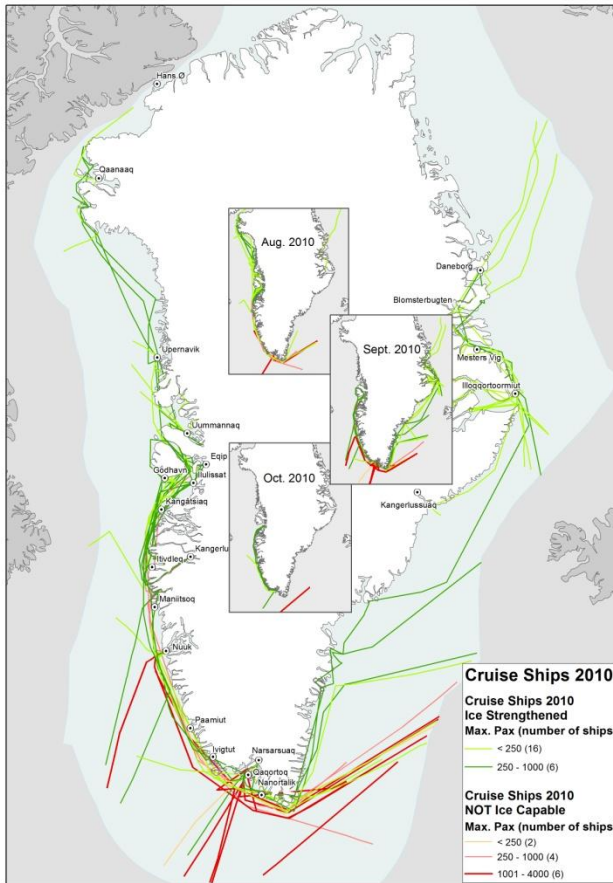 Hans Ø
Qaanaaq
Aug. 2010
Daneborg
Blomsterbugten
Sept. 2010
Mesters Vig
Upernavik
Illoqqortoormiut
Uummannaq
Eqip
Godhavn
Ilulissat
Oct. 2010
Kangerlussuaq
Kangâtsiaq
Kangerlu
Itivdleq
Maniitsoq
Nuuk
Paamiut
Ivigtut
Narsarsuaq
Qaqortoq
Nanortalik
Cruise Ships 2010
Cruise Ships 2010
Ice Strengthened
Max. Pax (number of ships
< 250 (16)
250 - 1000 (6)
Cruise Ships 2010
NOT Ice Capable
Max. Pax (number of ships
< 250 (2)
250 - 1000 (4)
1001 - 4000 (6)